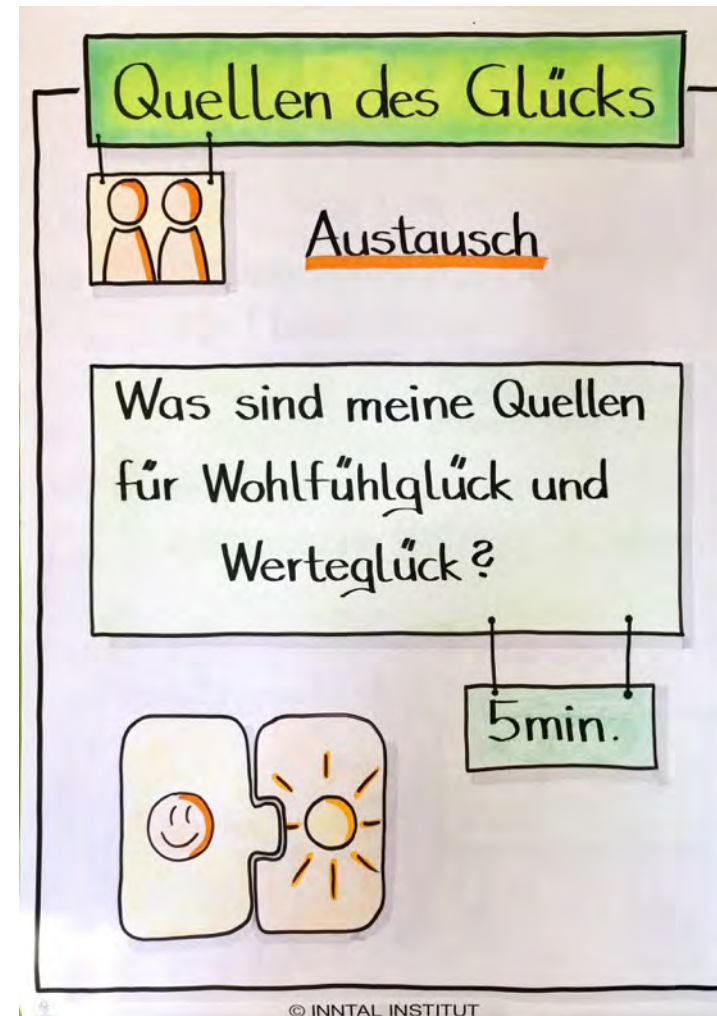 Quellen des Glücks
Austausch
Was sind meine Quellen
für Wohlfühlglück und
Werteglück?
5min.
© INNTAL INSTITUT